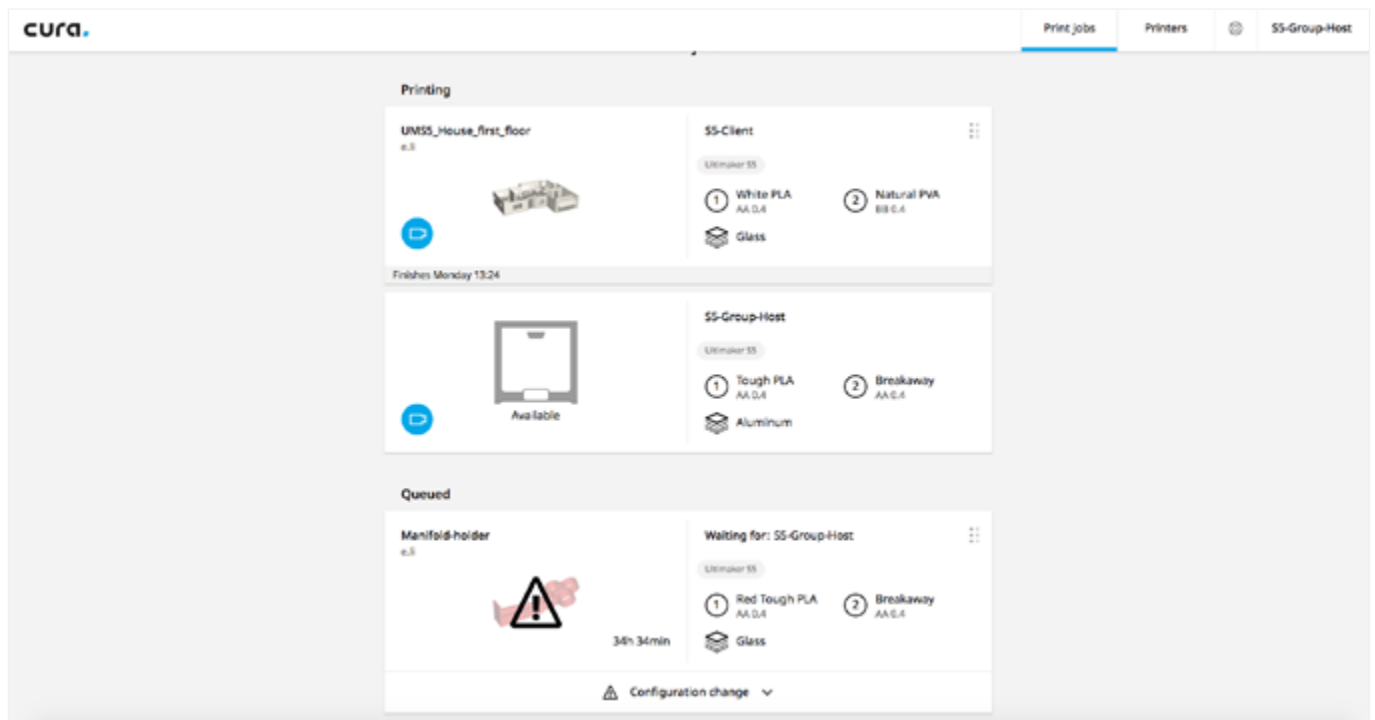 cura.
Print jobs
Printers
S5-Group-Host
Printing
UMS5_House_first_floor
e.li
Finishes Monday 13:24
S5-Client
Ultimaker S5
1 White PLA
AA 0.4
2 Natural PVA
BB 0.4
Glass
Available
S5-Group-Host
Ultimaker S5
1 Tough PLA
AA 0.4
2 Breakaway
AA 0.4
Aluminum
Queued
Manifold-holder
e.li
34h 34min
Waiting for: S5-Group-Host
Ultimaker S5
1 Red Tough PLA
AA 0.4
2 Breakaway
AA 0.4
Glass
Configuration change